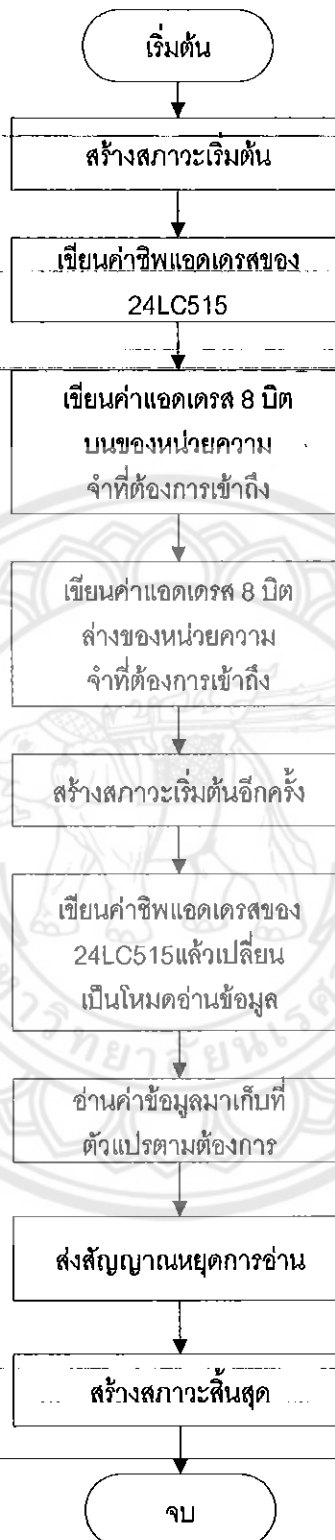 เริ่มต้น
สร้างสภาวะเริ่มต้น
เขียนค่าชิพแอดเดรสของ
24LC515
เขียนค่าแอดเดรส 8 บิต
บนของหน่วยความ
จำที่ต้องการเข้าถึง
เขียนค่าแอดเดรส 8 บิต
ล่างของหน่วยความ
จำที่ต้องการเข้าถึง
สร้างสภาวะเริ่มต้นอีกครั้ง
เขียนค่าชิพแอดเดรสของ
24LC515แล้วเปลี่ยน
เป็นโหมดอ่านข้อมูล
อ่านค่าข้อมูลมาเก็บที่
ตัวแปรตามต้องการ
ส่งสัญญาณหยุดการอ่าน
สร้างสภาวะสิ้นสุด
จบ